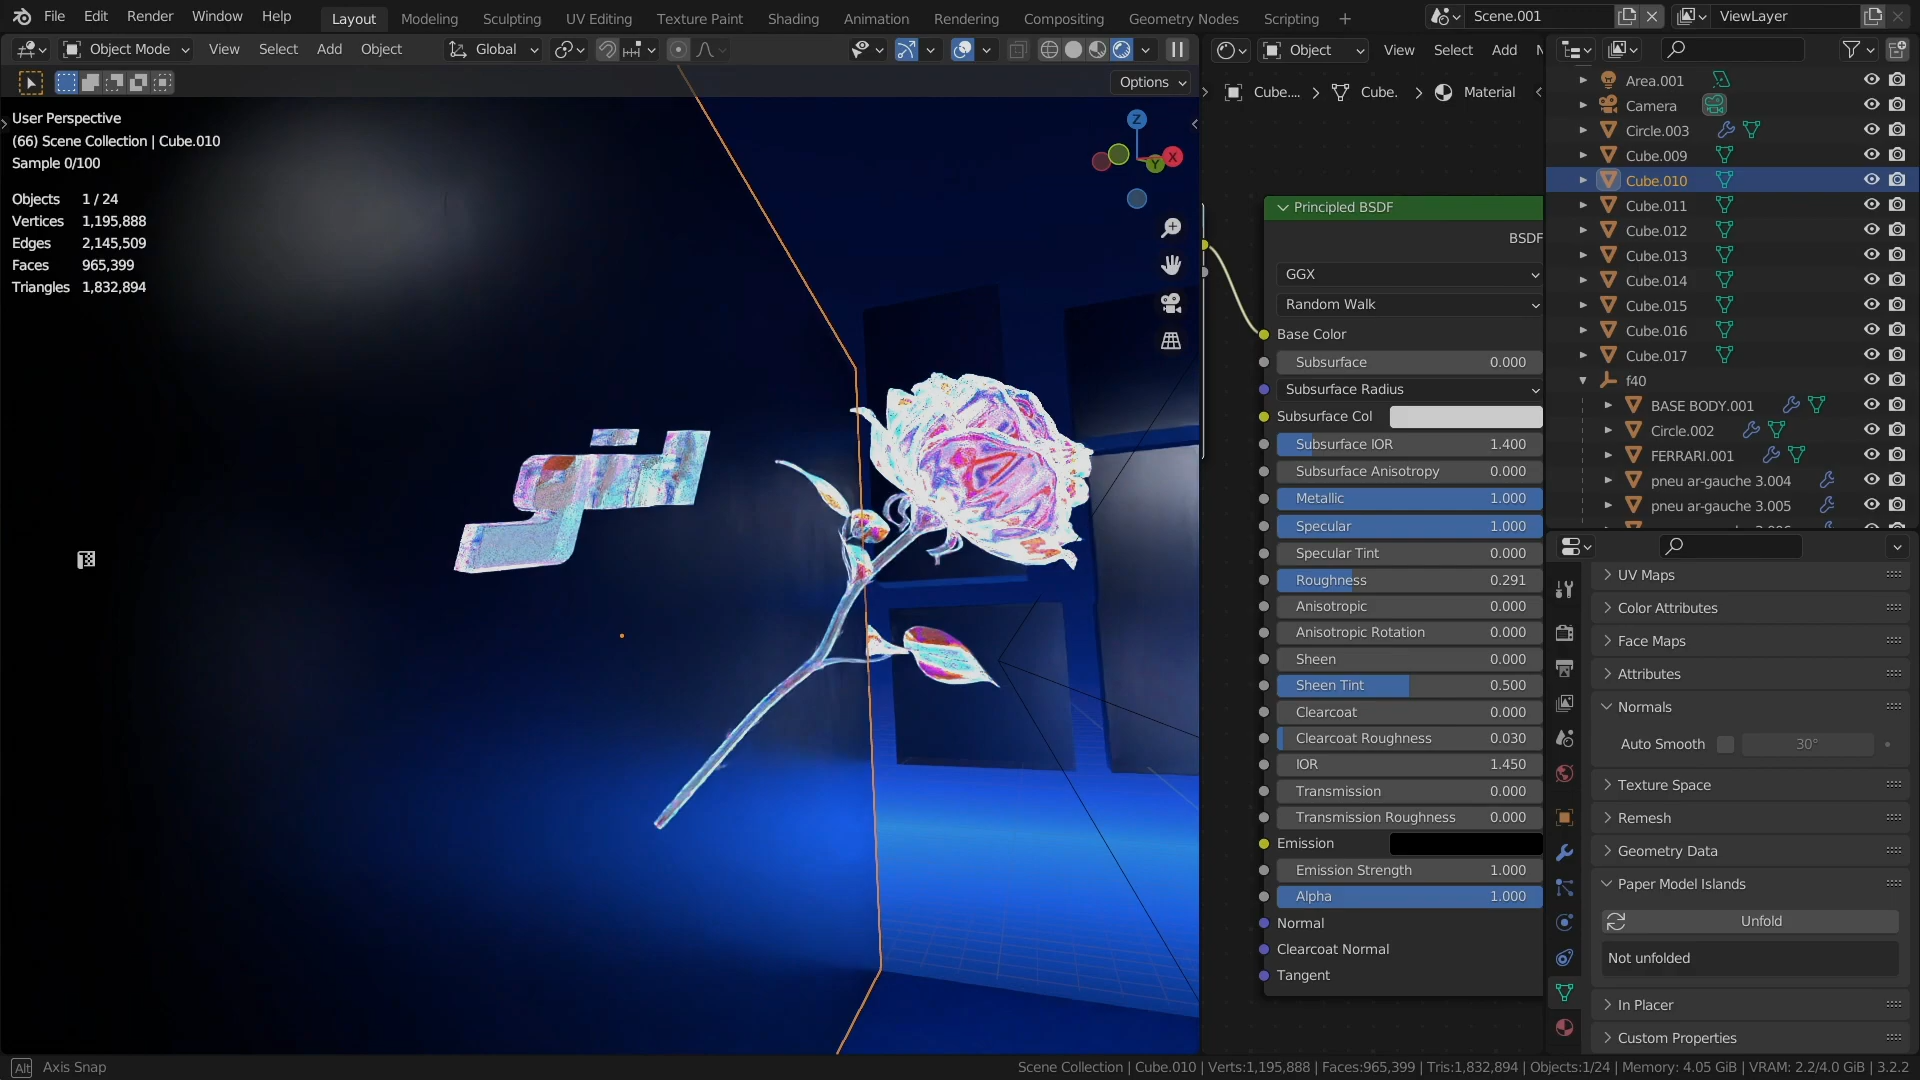 File Edit Render Window Help Layout Modeling Sculpting UV Editing Texture Paint Shading Animation Rendering Compositing Geometry Nodes Scripting + Scene.001 ViewLayer
Object Mode View Select Add Object Global Object View Select Add
Options
User Perspective
(66) Scene Collection | Cube.010
Sample 0/100
Objects 1 / 24
Vertices 1,195,888
Edges 2,145,509
Faces 965,399
Triangles 1,832,894
Z
X
Y
Cube.... > Cube. > Material
Principled BSDF
BSDF
GGX
Random Walk
Base Color
Subsurface 0.000
Subsurface Radius
Subsurface Col
Subsurface IOR 1.400
Subsurface Anisotropy 0.000
Metallic 1.000
Specular 1.000
Specular Tint 0.000
Roughness 0.291
Anisotropic 0.000
Anisotropic Rotation 0.000
Sheen 0.000
Sheen Tint 0.500
Clearcoat 0.000
Clearcoat Roughness 0.030
IOR 1.450
Transmission 0.000
Transmission Roughness 0.000
Emission
Emission Strength 1.000
Alpha 1.000
Normal
Clearcoat Normal
Tangent
Area.001
Camera
Circle.003
Cube.009
Cube.010
Cube.011
Cube.012
Cube.013
Cube.014
Cube.015
Cube.016
Cube.017
f40
BASE BODY.001
Circle.002
FERRARI.001
pneu ar-gauche 3.004
pneu ar-gauche 3.005
UV Maps
Color Attributes
Face Maps
Attributes
Normals
Auto Smooth 30°
Texture Space
Remesh
Geometry Data
Paper Model Islands
Unfold
Not unfolded
In Placer
Custom Properties
Alt Axis Snap
Scene Collection | Cube.010 | Verts:1,195,888 | Faces:965,399 | Tris:1,832,894 | Objects:1/24 | Memory: 4.05 GiB | VRAM: 2.2/4.0 GiB | 3.2.2